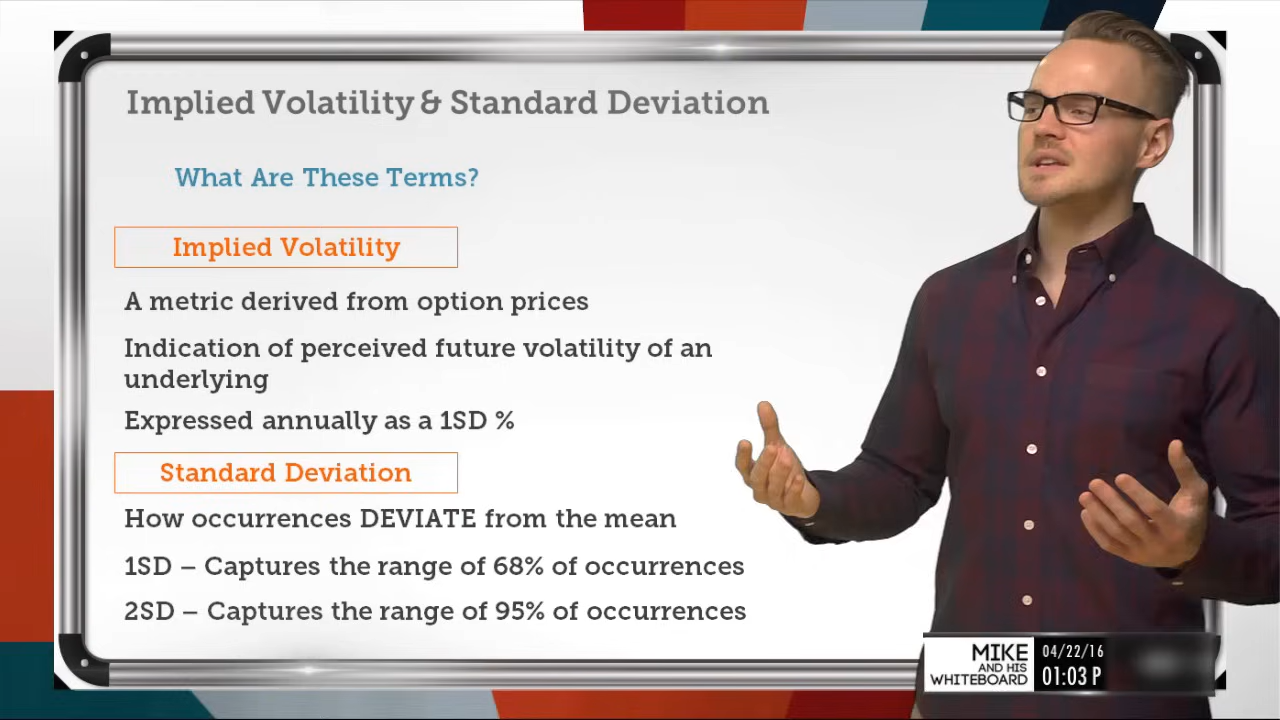 Implied Volatility & Standard Deviation
What Are These Terms?
Implied Volatility
A metric derived from option prices
Indication of perceived future volatility of an
underlying
Expressed annually as a 1SD %
Standard Deviation
How occurrences DEVIATE from the mean
1SD – Captures the range of 68% of occurrences
2SD – Captures the range of 95% of occurrences
MIKE
AND HIS
WHITEBOARD
04/22/16
01:03 P